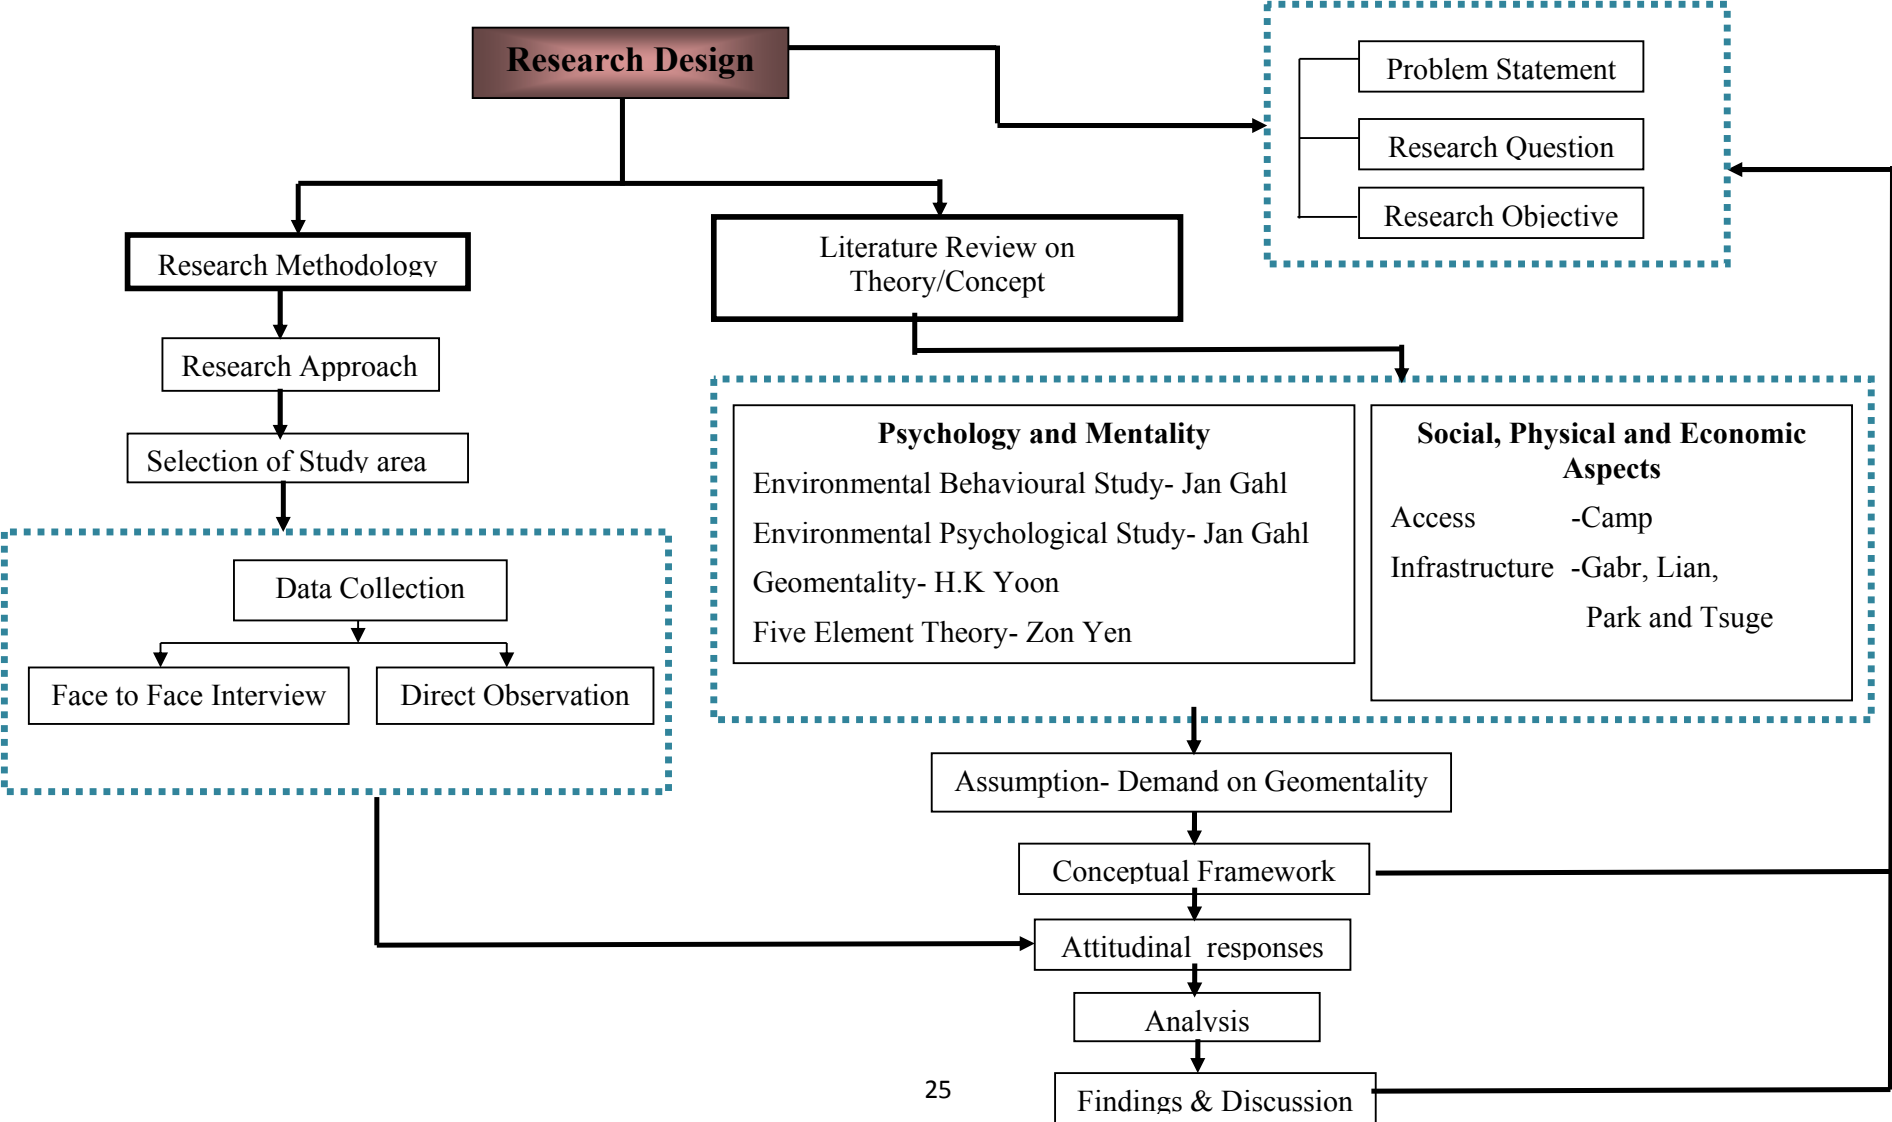 Research Design
Problem Statement
Research Question
Research Objective
Research Methodology
Literature Review on
Theory/Concept
Research Approach
Selection of Study area
Data Collection
Face to Face Interview
Direct Observation
Psychology and Mentality
Environmental Behavioural Study- Jan Gahl
Environmental Psychological Study- Jan Gahl
Geomentality- H.K Yoon
Five Element Theory- Zon Yen
Social, Physical and Economic
Aspects
Access -Camp
Infrastructure -Gabr, Lian,
Park and Tsuge
Assumption- Demand on Geomentality
Conceptual Framework
Attitudinal responses
Analysis
Findings & Discussion
25